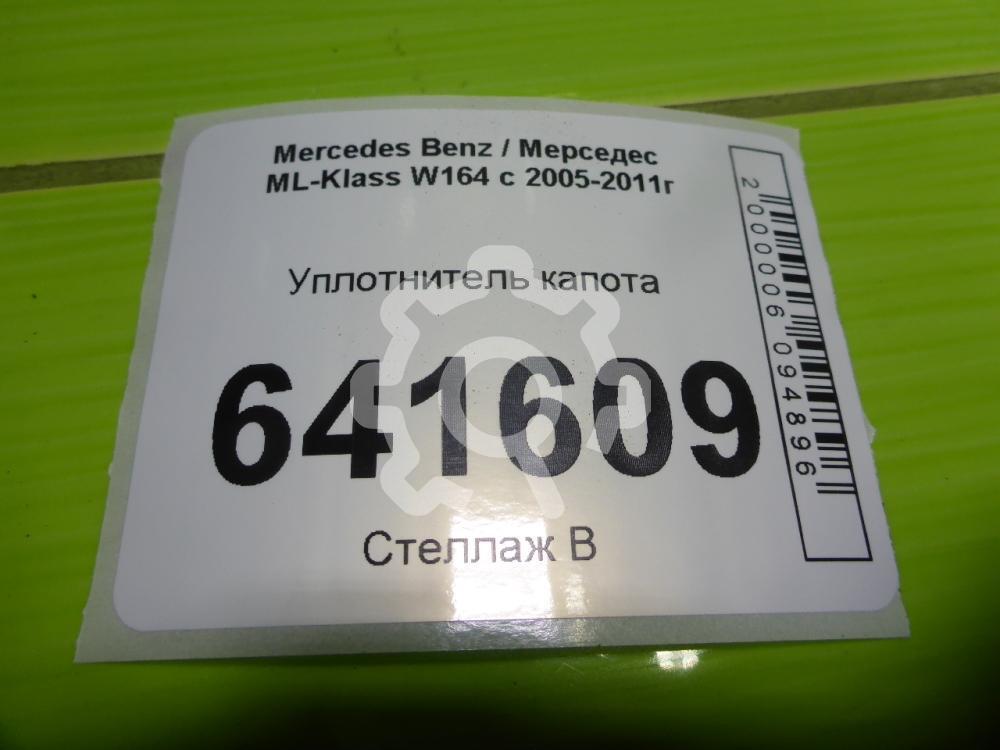 Mercedes Benz / Мерседес
ML-Klass W164 с 2005-2011г
Уплотнитель капота
641609
Стеллаж В
2000006094896